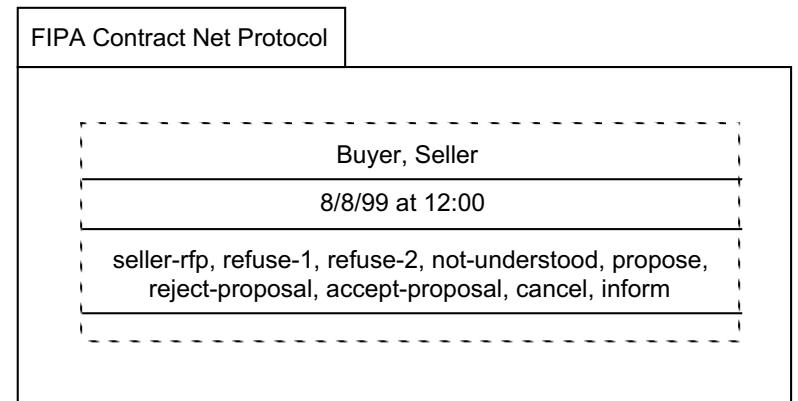 FIPA Contract Net Protocol
Buyer, Seller
8/8/99 at 12:00
seller-rfp, refuse-1, refuse-2, not-understood, propose,
reject-proposal, accept-proposal, cancel, inform